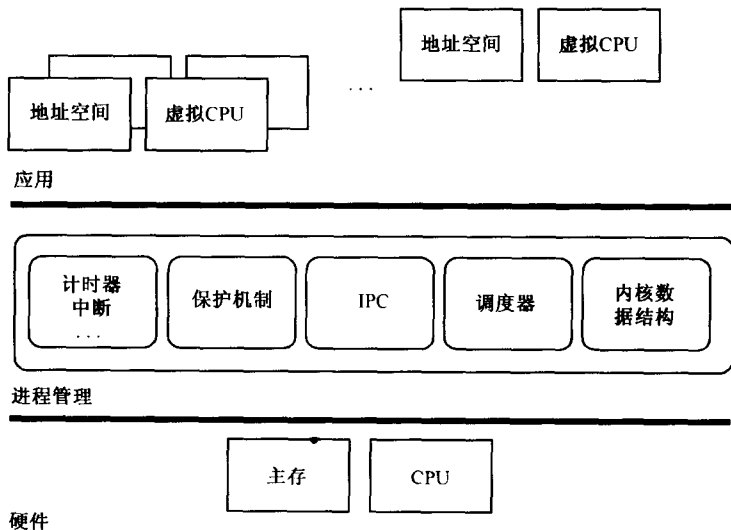 地址空间 虚拟CPU
地址空间 虚拟CPU ...
应用
计时器
中断
...
保护机制
IPC
调度器
内核数
据结构
进程管理
主存 CPU
硬件